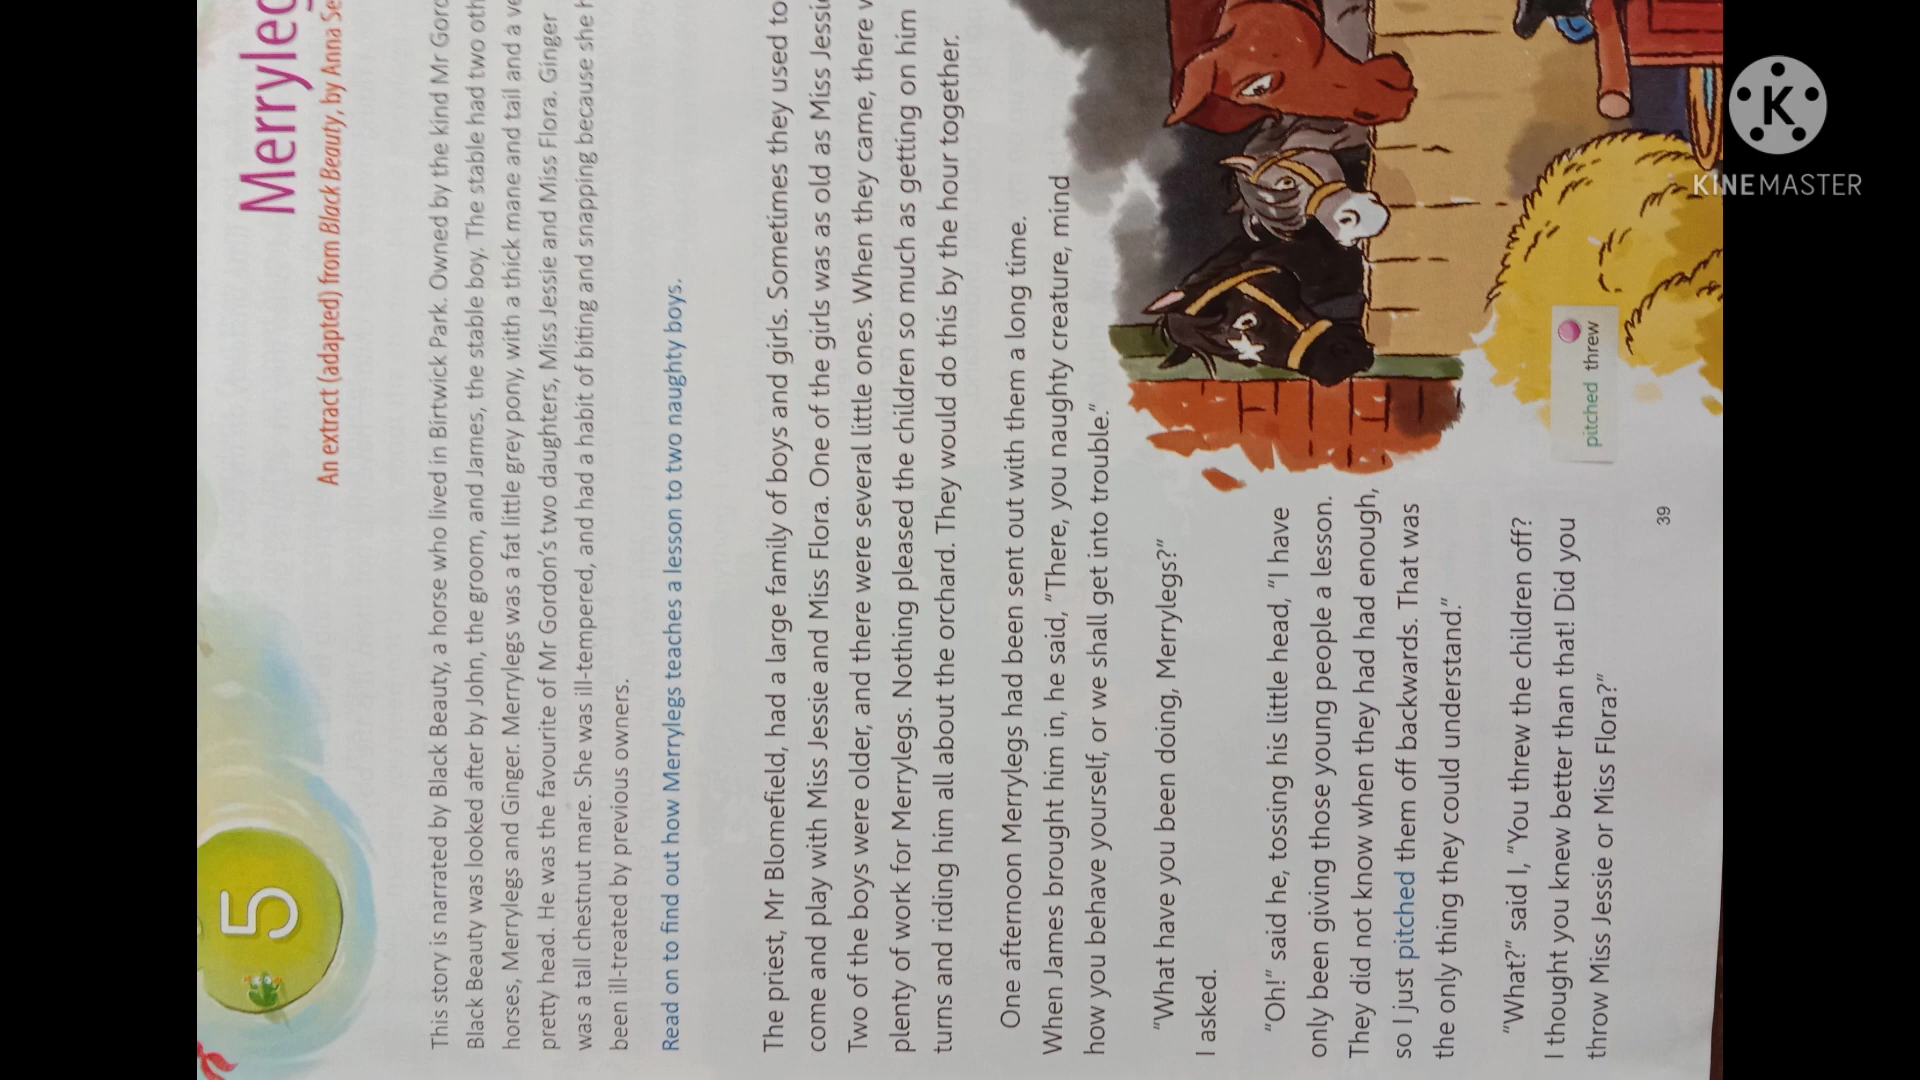 5
Merryleg
An extract (adapted) from Black Beauty, by Anna Se
This story is narrated by Black Beauty, a horse who lived in Birtwick Park. Owned by the kind Mr Gord
Black Beauty was looked after by John, the groom, and James, the stable boy. The stable had two oth
horses, Merrylegs and Ginger. Merrylegs was a fat little grey pony, with a thick mane and tail and a ve
pretty head. He was the favourite of Mr Gordon's two daughters, Miss Jessie and Miss Flora. Ginger
was a tall chestnut mare. She was ill-tempered, and had a habit of biting and snapping because she h
been ill-treated by previous owners.
Read on to find out how Merrylegs teaches a lesson to two naughty boys.
The priest, Mr Blomefield, had a large family of boys and girls. Sometimes they used to
come and play with Miss Jessie and Miss Flora. One of the girls was as old as Miss Jessie
Two of the boys were older, and there were several little ones. When they came, there w
plenty of work for Merrylegs. Nothing pleased the children so much as getting on him
turns and riding him all about the orchard. They would do this by the hour together.
One afternoon Merrylegs had been sent out with them a long time.
When James brought him in, he said, "There, you naughty creature, mind
how you behave yourself, or we shall get into trouble."
"What have you been doing, Merrylegs?"
I asked.
"Oh!" said he, tossing his little head, "I have
only been giving those young people a lesson.
They did not know when they had had enough,
so I just pitched them off backwards. That was
the only thing they could understand."
"What?" said I, "You threw the children off?
I thought you knew better than that! Did you
throw Miss Jessie or Miss Flora?"
pitched threw
39
K
KINEMASTER